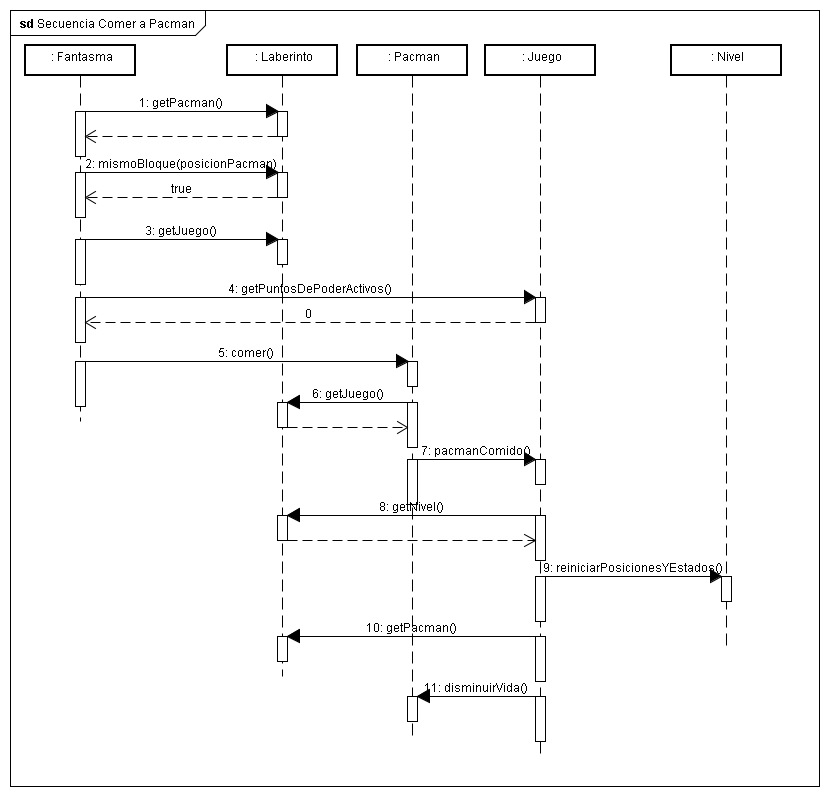 sd Secuencia Comer a Pacman
: Fantasma
: Laberinto
: Pacman
: Juego
: Nivel
1: getPacman()
2: mismoBloque(posicionPacman)
true
3: getJuego()
4: getPuntosDePoderActivos()
0
5: comer()
6: getJuego()
7: pacmanComido()
8: getNivel()
9: reiniciarPosicionesYEstados()
10: getPacman()
11: disminuirVida()